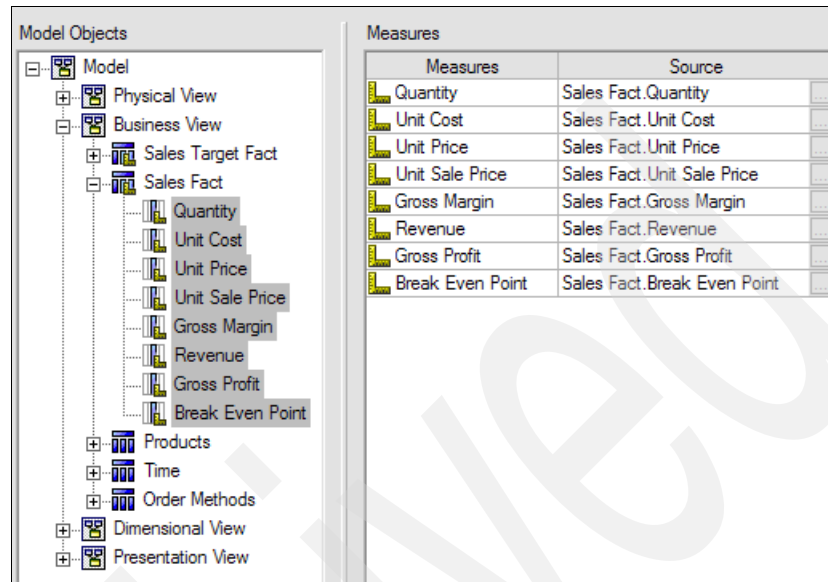 Model Objects
Model
Physical View
Business View
Sales Target Fact
Sales Fact
Quantity
Unit Cost
Unit Price
Unit Sale Price
Gross Margin
Revenue
Gross Profit
Break Even Point
Products
Time
Order Methods
Dimensional View
Presentation View
Measures
Measures Source
Quantity Sales Fact.Quantity ...
Unit Cost Sales Fact.Unit Cost ...
Unit Price Sales Fact.Unit Price ...
Unit Sale Price Sales Fact.Unit Sale Price ...
Gross Margin Sales Fact.Gross Margin ...
Revenue Sales Fact.Revenue ...
Gross Profit Sales Fact.Gross Profit ...
Break Even Point Sales Fact.Break Even Point ...